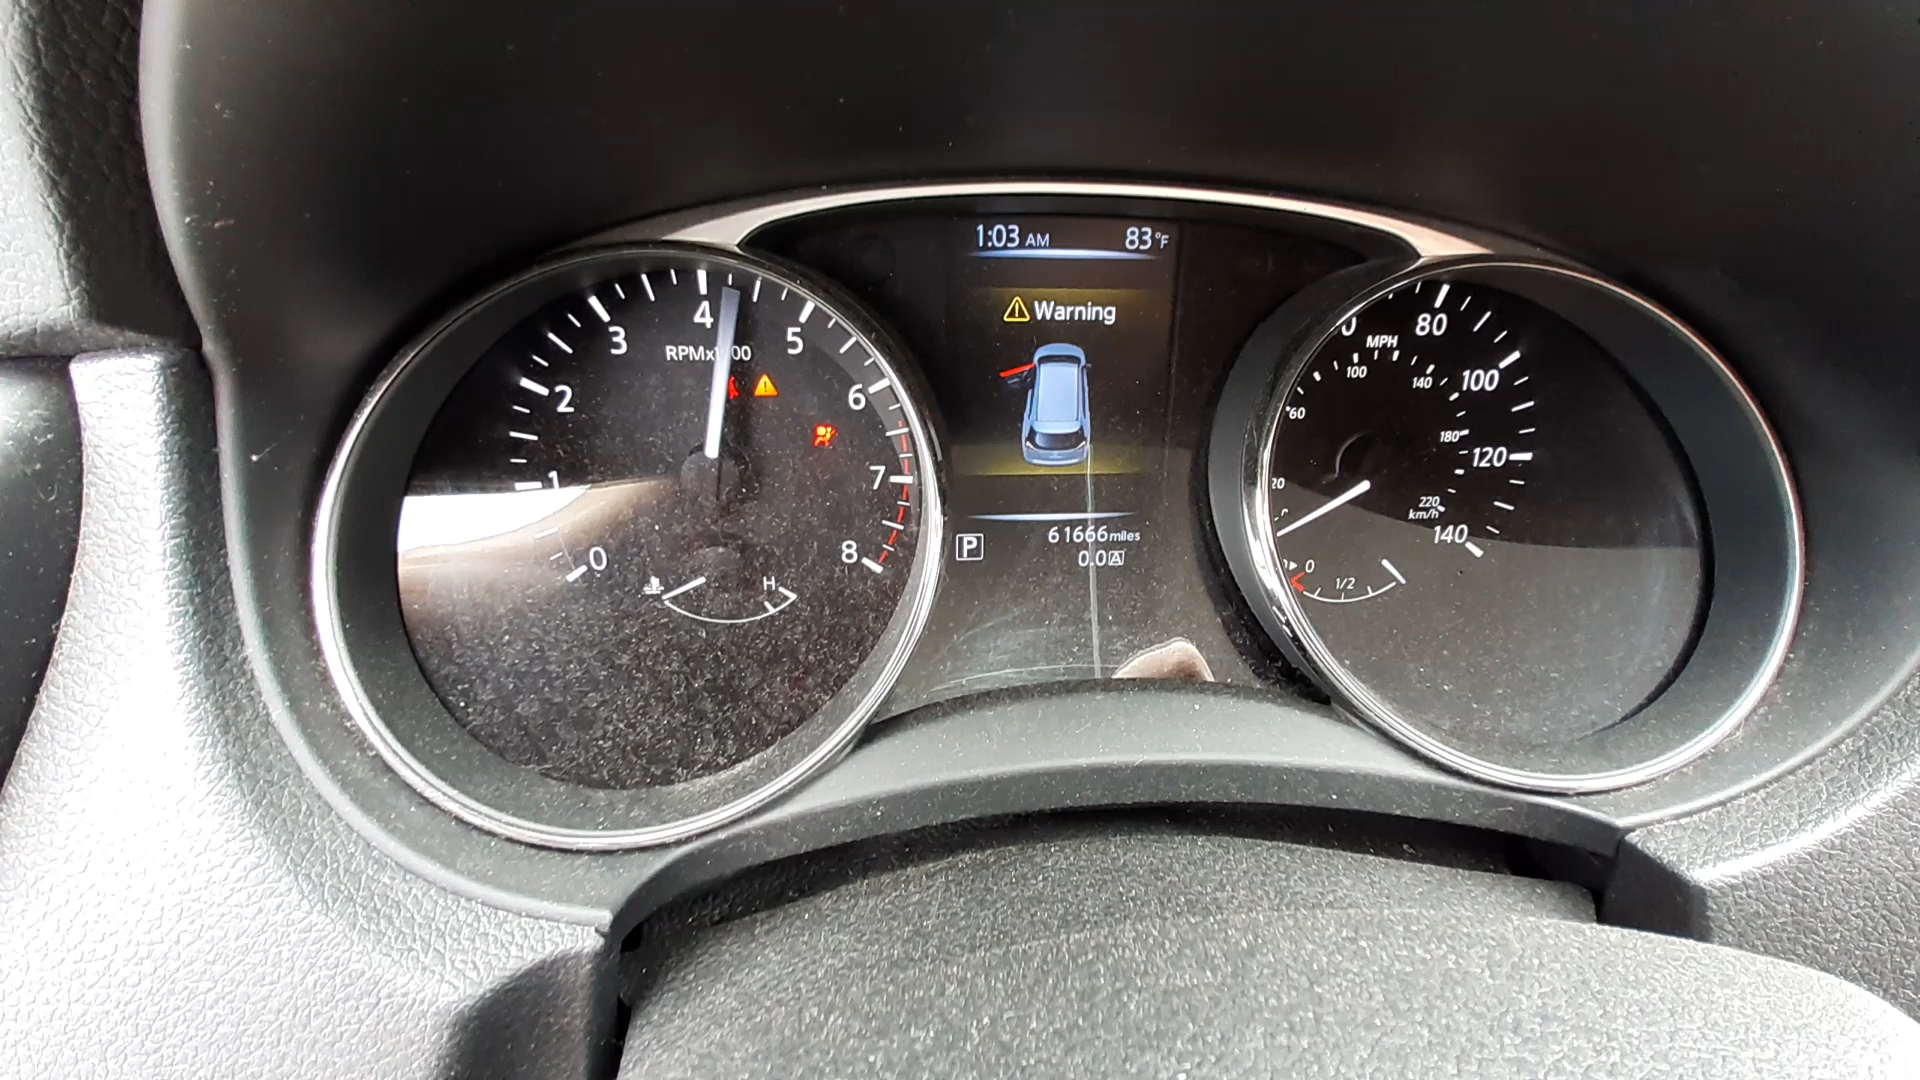 1:03 AM 83°F
Warning
0 1 2 3 4 5 6 7 8
H
P
61666 miles
0.0 A
80 100 120 140
MPH
20 60 100 140 180 220
km/h
0 1/2